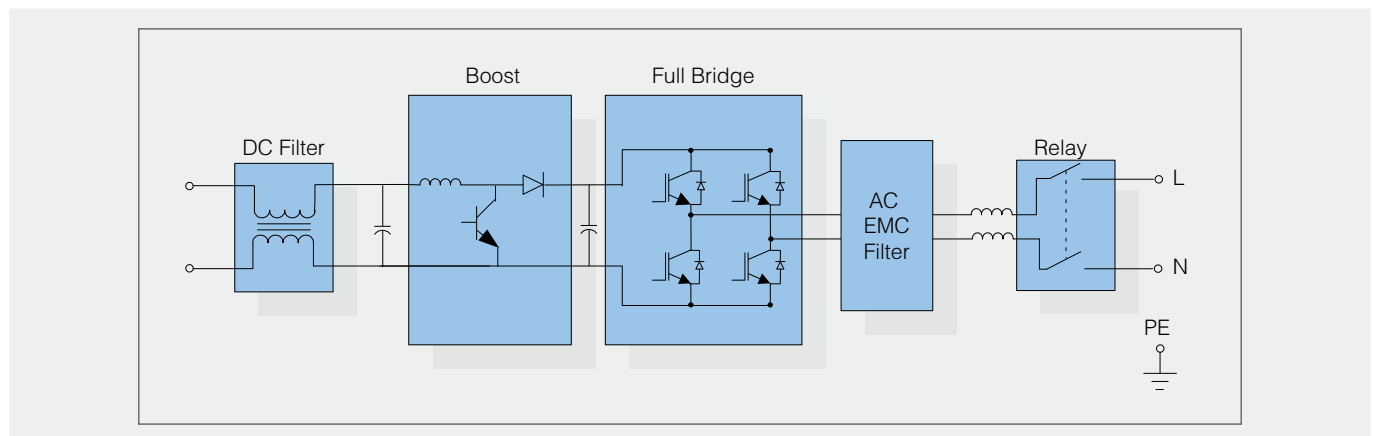 Boost
Full Bridge
DC Filter
Relay
AC
EMC
Filter
L
N
PE